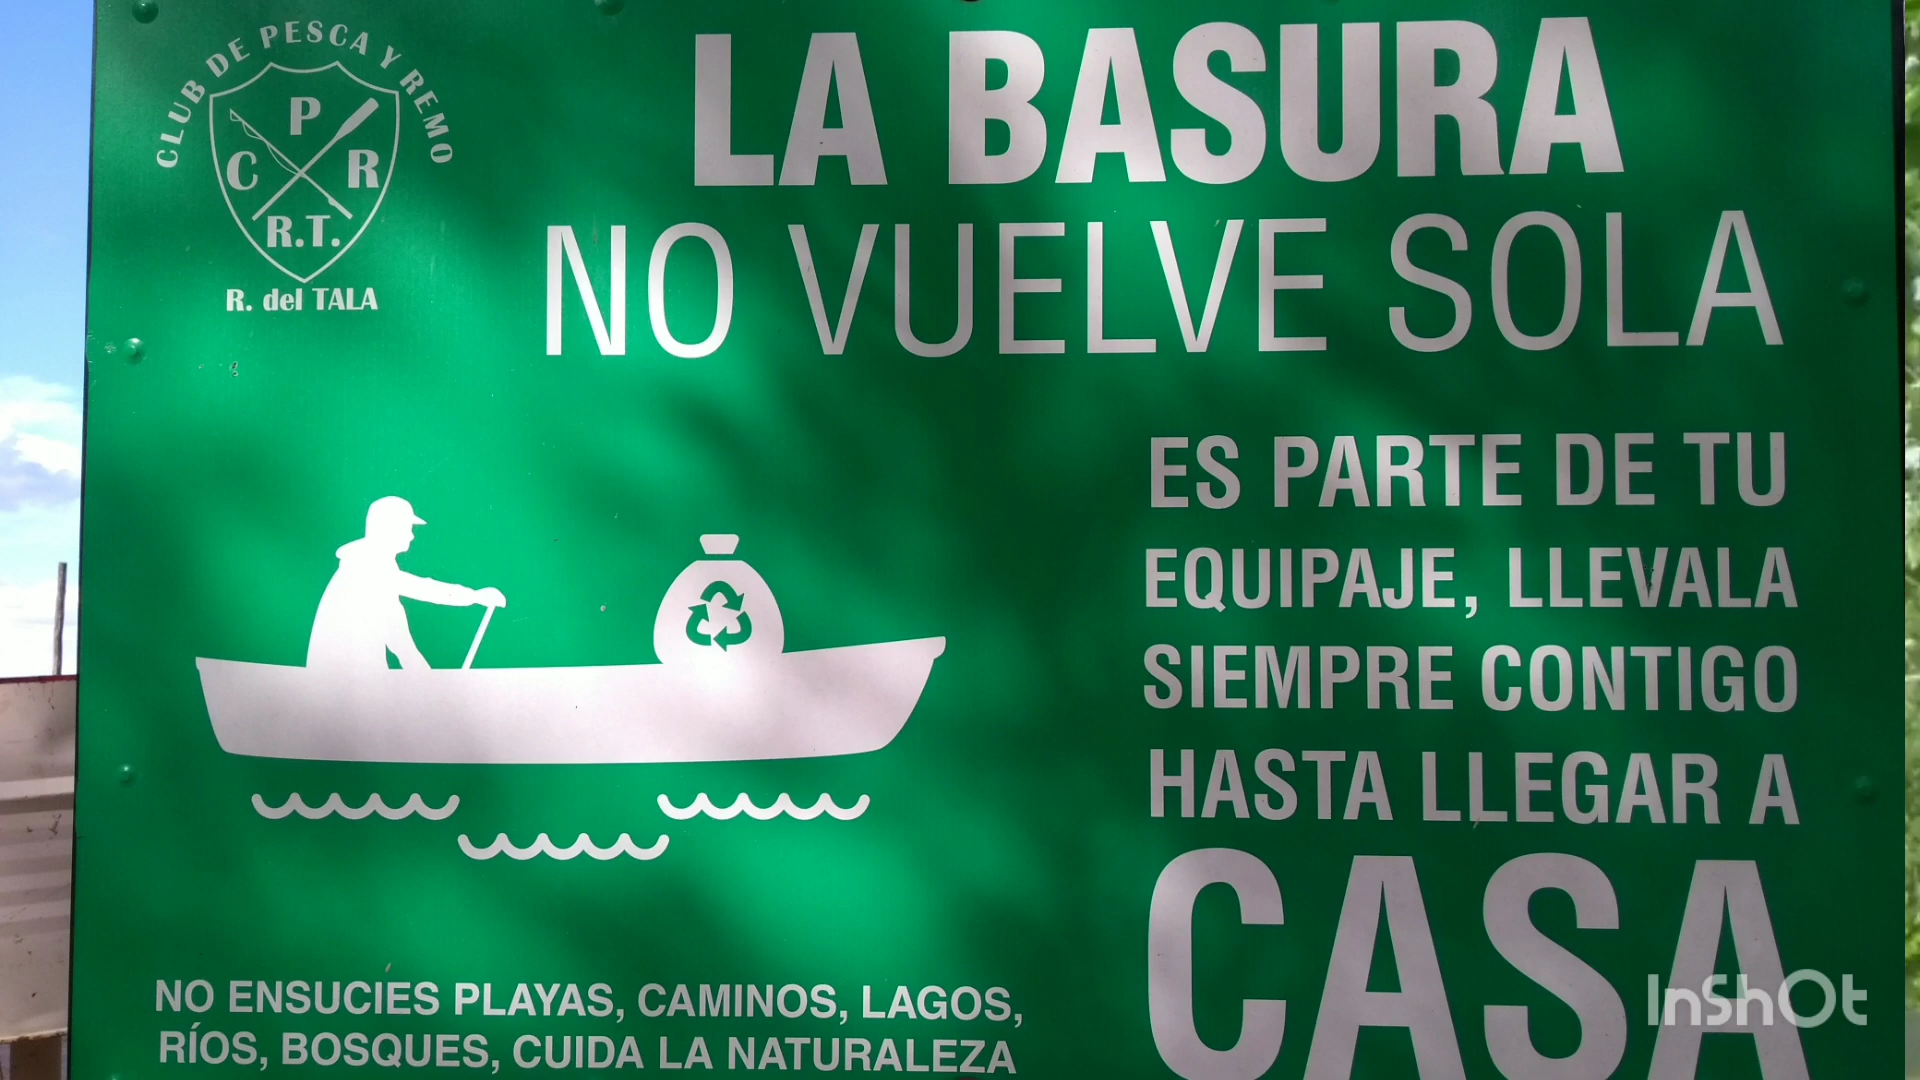 CLUB DE PESCA Y REMO
P
C R
R.T.
R. del TALA
LA BASURA
NO VUELVE SOLA
ES PARTE DE TU
EQUIPAJE, LLEVALA
SIEMPRE CONTIGO
HASTA LLEGAR A
CASA
NO ENSUCIES PLAYAS, CAMINOS, LAGOS,
RÍOS, BOSQUES, CUIDA LA NATURALEZA
InShOt